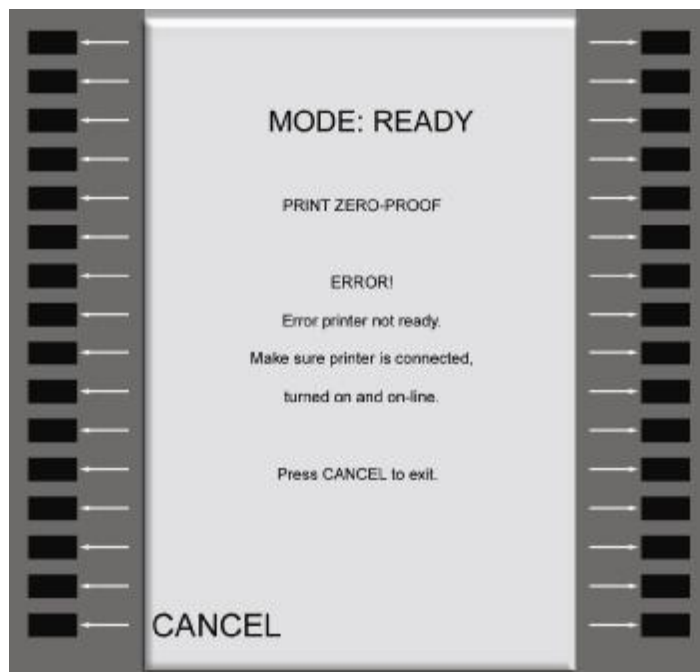 MODE: READY
PRINT ZERO-PROOF
ERROR!
Error printer not ready.
Make sure printer is connected,
turned on and on-line.
Press CANCEL to exit.
CANCEL